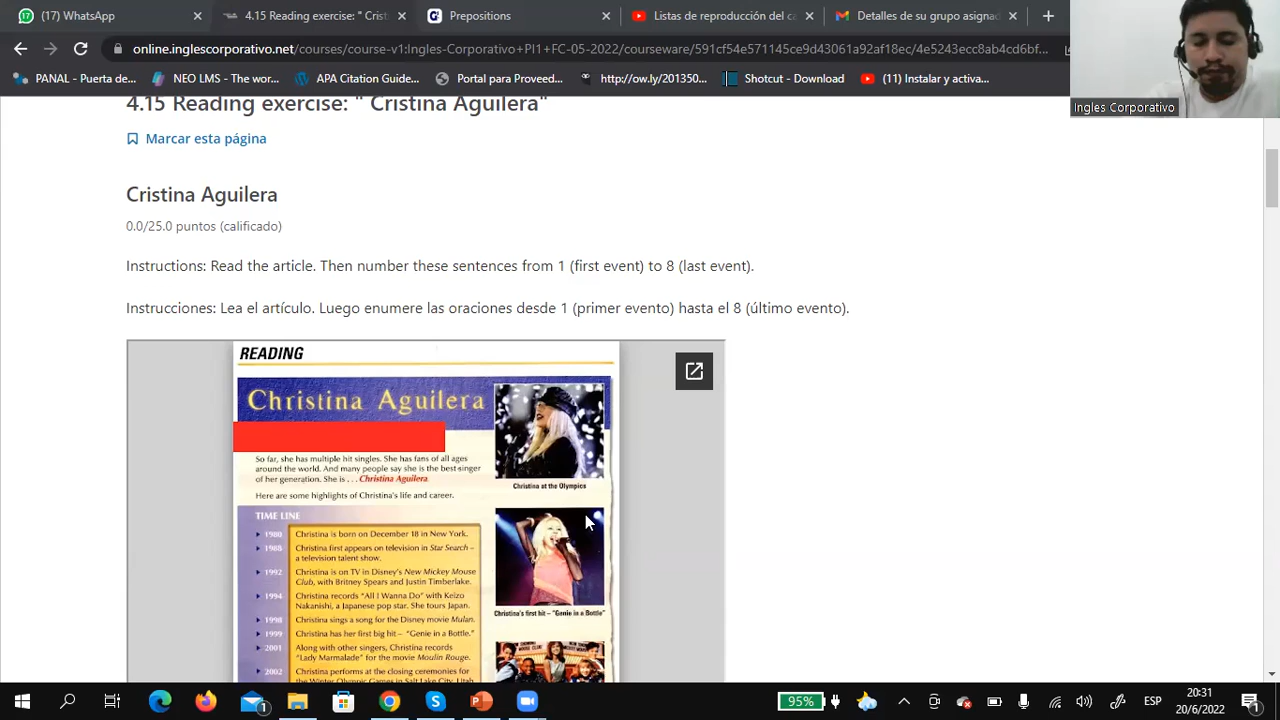 (17) WhatsApp
4.15 Reading exercise: " Crist
Prepositions
Listas de reproducción del ca
Detalles de su grupo asignad
online.inglescorporativo.net/courses/course-v1:Ingles-Corporativo+PI1+FC-05-2022/courseware/591cf54e571145ce9d43061a92af18ec/4e5243ecc8ab4cd6bf...
PANAL - Puerta de...
NEO LMS - The wor...
APA Citation Guide...
Portal para Proveed...
http://ow.ly/201350...
Shotcut - Download
(11) Instalar y activa...
Ingles Corporativo
4.15 Reading exercise: " Cristina Aguilera"
Marcar esta página
Cristina Aguilera
0.0/25.0 puntos (calificado)
Instructions: Read the article. Then number these sentences from 1 (first event) to 8 (last event).
Instrucciones: Lea el artículo. Luego enumere las oraciones desde 1 (primer evento) hasta el 8 (último evento).
READING
Christina Aguilera
So far, she has multiple hit singles. She has fans of all ages
around the world. And many people say she is the best singer
of her generation. She is . . . Christina Aguilera
Here are some highlights of Christina's life and career.
Christina at the Olympics
TIME LINE
1980 Christina is born on December 18 in New York.
1988 Christina first appears on television in Star Search –
a television talent show.
1992 Christina is on TV in Disney's New Mickey Mouse
Club, with Britney Spears and Justin Timberlake.
1994 Christina records "All I Wanna Do" with Keizo
Nakanishi, a Japanese pop star. She tours Japan.
1998 Christina sings a song for the Disney movie Mulan.
1999 Christina has her first big hit – "Genie in a Bottle."
2001 Along with other singers, Christina records
"Lady Marmalade" for the movie Moulin Rouge.
2002 Christina performs at the closing ceremonies for
the Winter Olympic Games in Salt Lake City, Utah
Christina's first hit – "Genie in a Bottle"
95%
ESP
20:31
20/6/2022